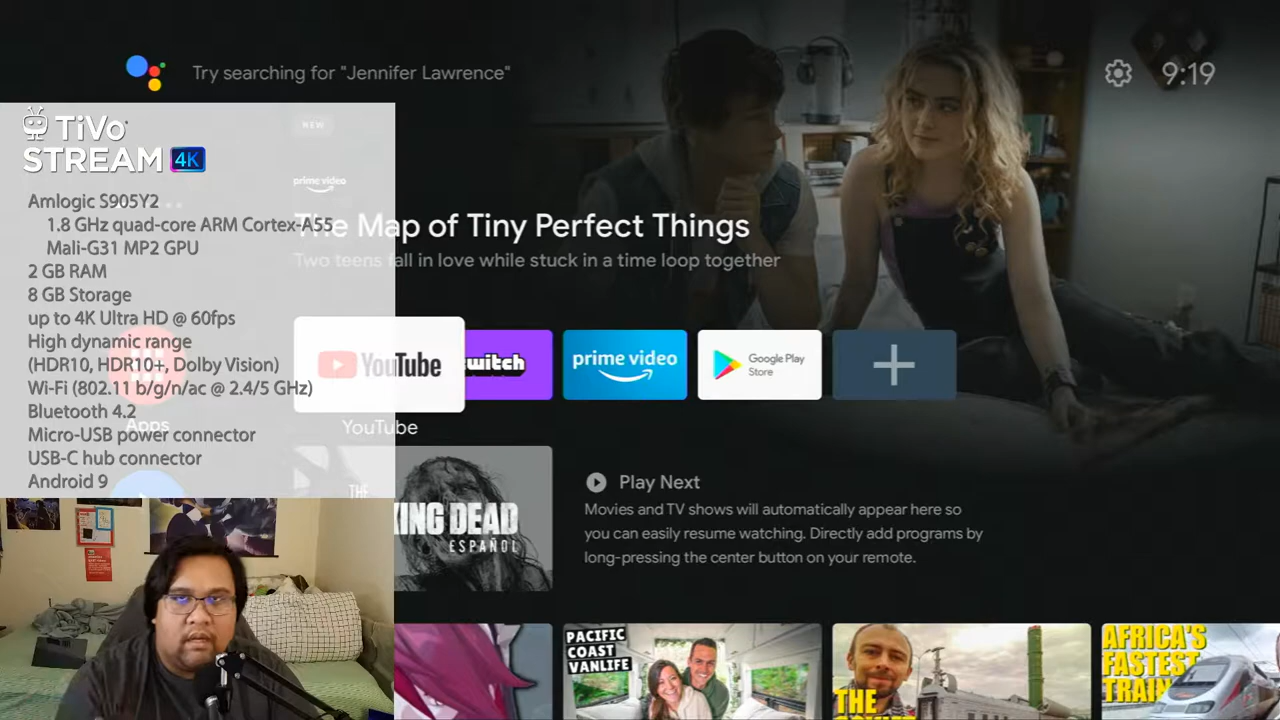 Try searching for "Jennifer Lawrence"
9:19
TiVo
STREAM 4K
Amlogic S905Y2
1.8 GHz quad-core ARM Cortex-A55
Mali-G31 MP2 GPU
2 GB RAM
8 GB Storage
up to 4K Ultra HD @ 60fps
High dynamic range
(HDR10, HDR10+, Dolby Vision)
Wi-Fi (802.11 b/g/n/ac @ 2.4/5 GHz)
Bluetooth 4.2
Micro-USB power connector
USB-C hub connector
Android 9
NEW
prime video
The Map of Tiny Perfect Things
Two teens fall in love while stuck in a time loop together
Apps
YouTube
witch
prime video
Google Play
Store
YouTube
THE
KING DEAD
ESPAÑOL
Play Next
Movies and TV shows will automatically appear here so
you can easily resume watching. Directly add programs by
long-pressing the center button on your remote.
PACIFIC
COAST
VANLIFE
THE
AFRICA'S
FASTEST
TRAIN